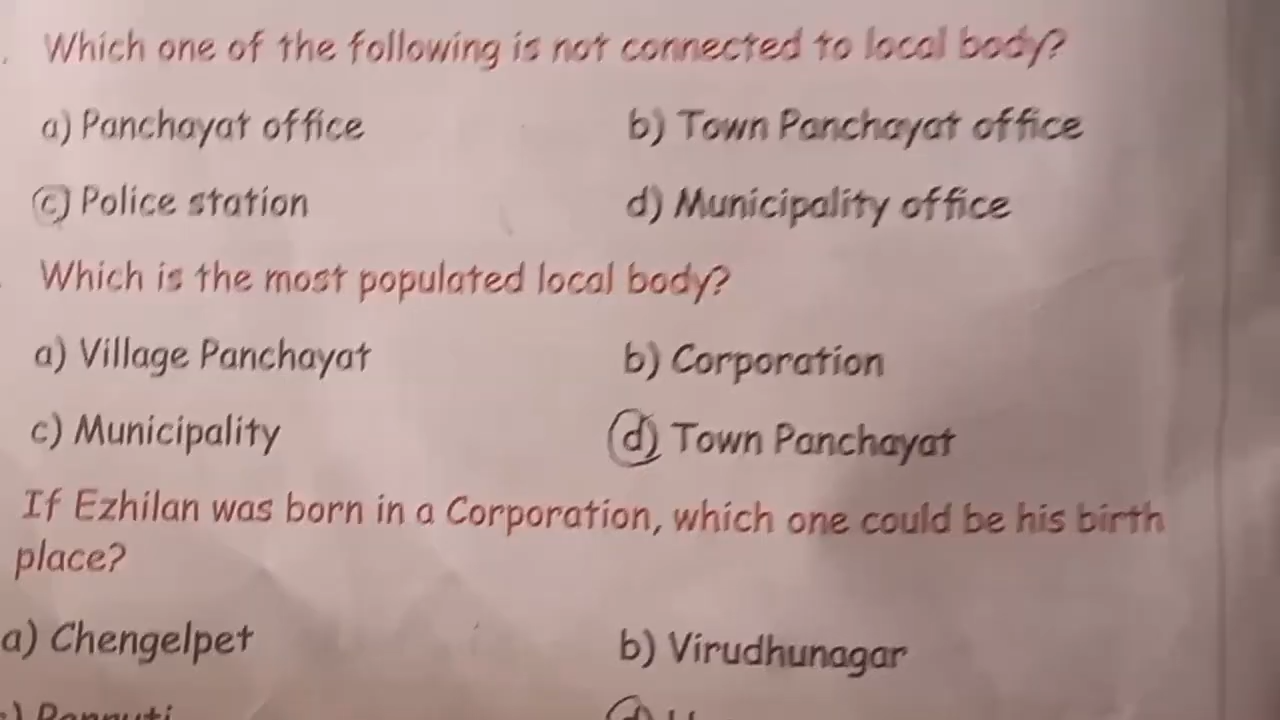 Which one of the following is not connected to local body?
a) Panchayat office b) Town Panchayat office
c) Police station d) Municipality office
Which is the most populated local body?
a) Village Panchayat b) Corporation
c) Municipality d) Town Panchayat
If Ezhilan was born in a Corporation, which one could be his birth
place?
a) Chengelpet b) Virudhunagar